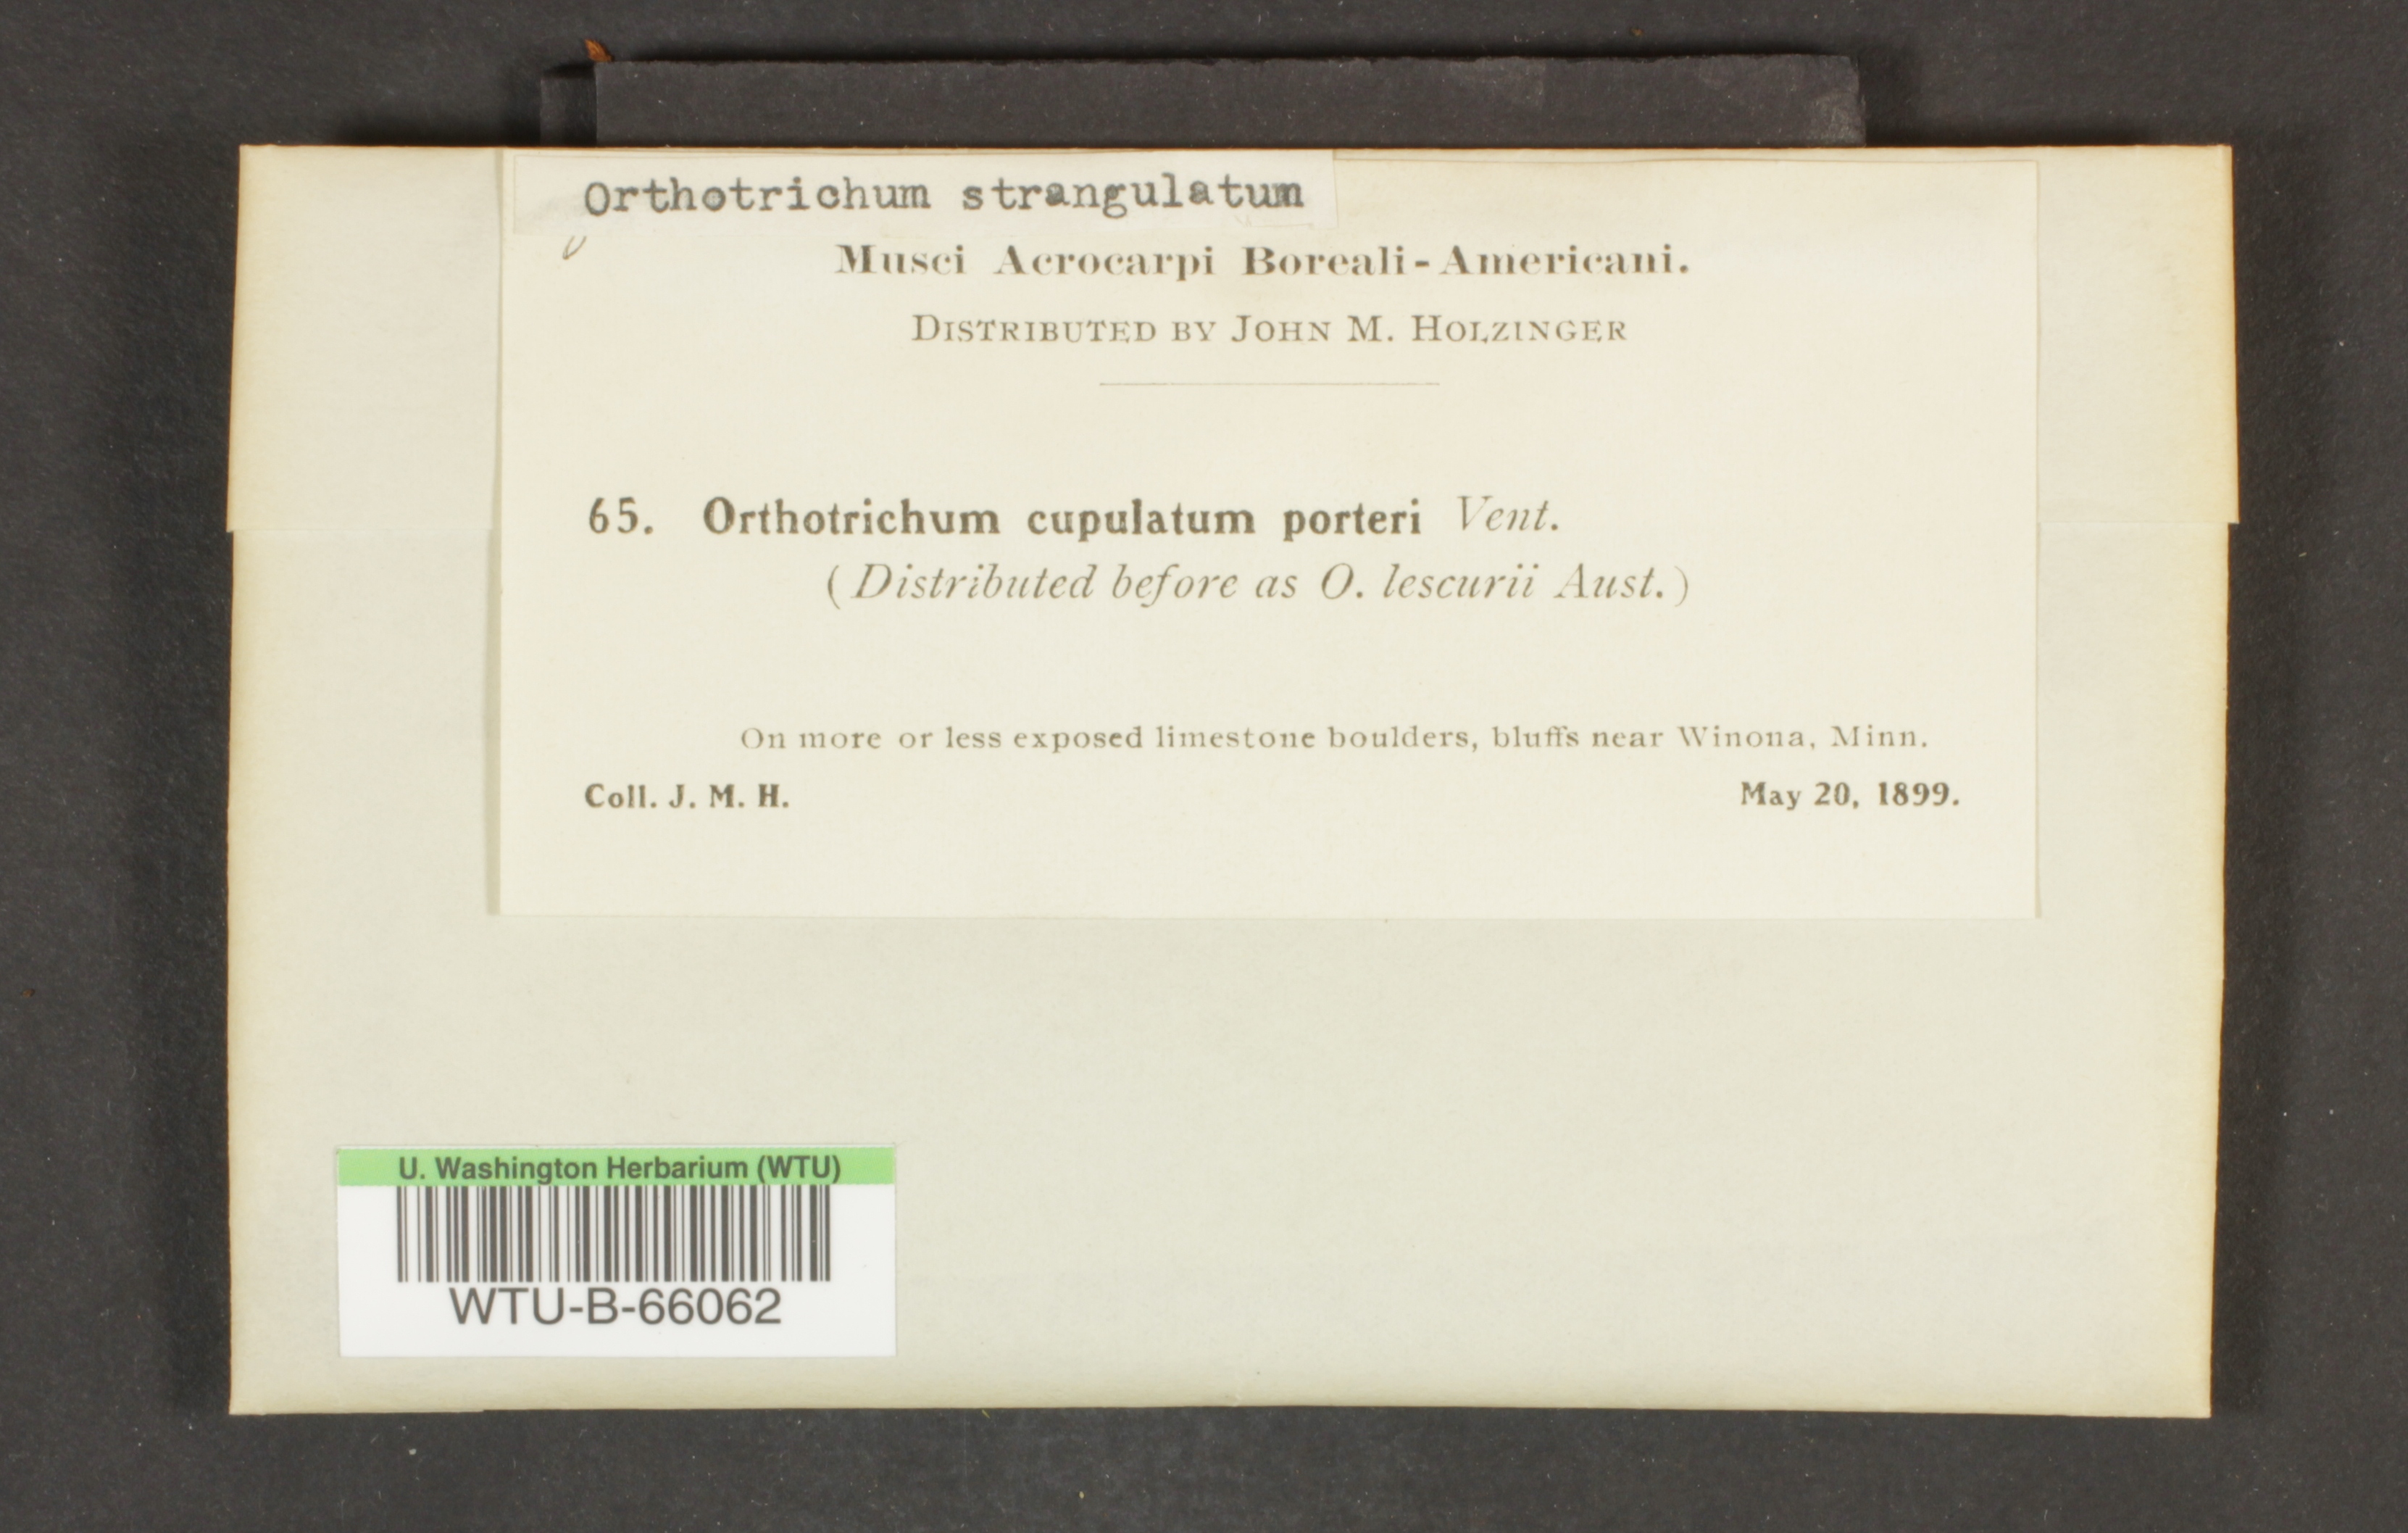 Orthotrichum strangulatum
Musci Acrocarpi Boreali-Americani.
DISTRIBUTED BY JOHN M. HOLZINGER
65. Orthotrichum cupulatum porteri Vent.
(Distributed before as O. lescurii Aust.)
On more or less exposed limestone boulders, bluffs near Winona, Minn.
Coll. J. M. H. May 20, 1899.
U. Washington Herbarium (WTU)
WTU-B-66062